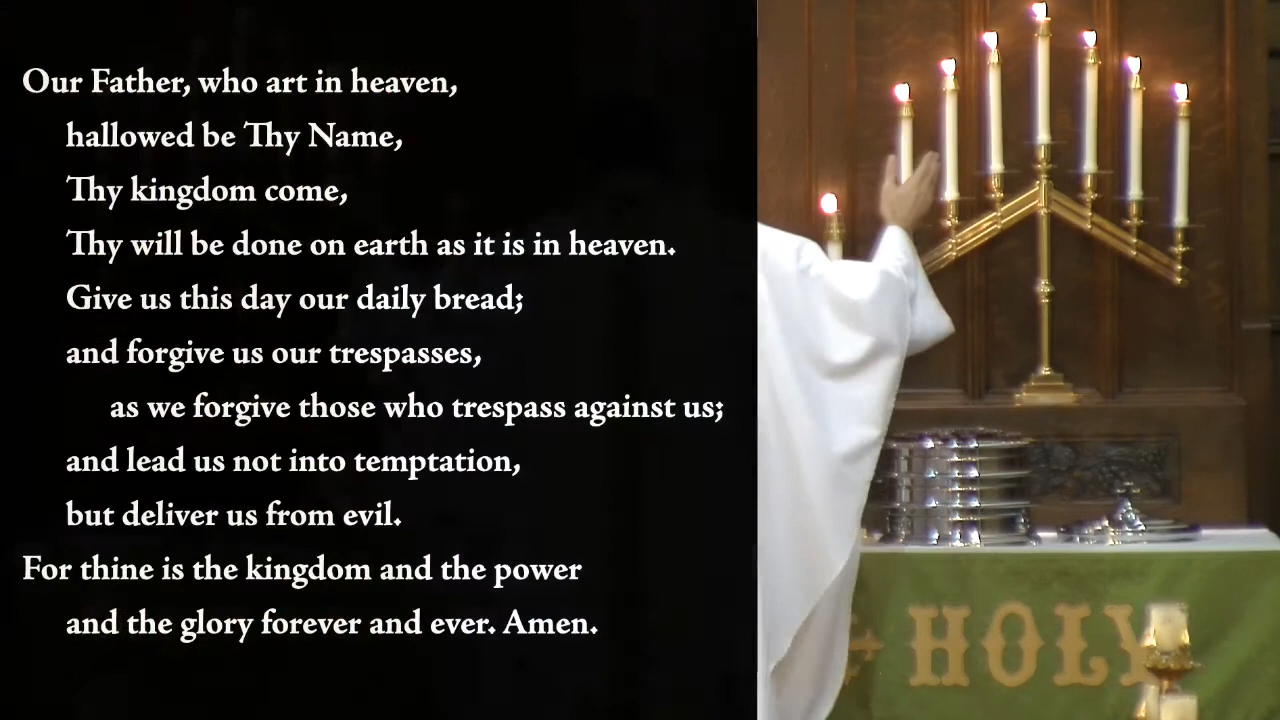 Our Father, who art in heaven,
hallowed be Thy Name,
Thy kingdom come,
Thy will be done on earth as it is in heaven.
Give us this day our daily bread;
and forgive us our trespasses,
as we forgive those who trespass against us;
and lead us not into temptation,
but deliver us from evil.
For thine is the kingdom and the power
and the glory forever and ever. Amen.
HOLY